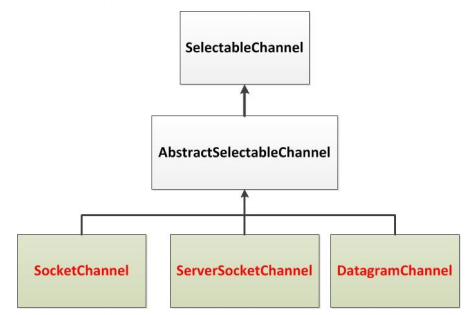 SelectableChannel
AbstractSelectableChannel
SocketChannel
ServerSocketChannel
DatagramChannel